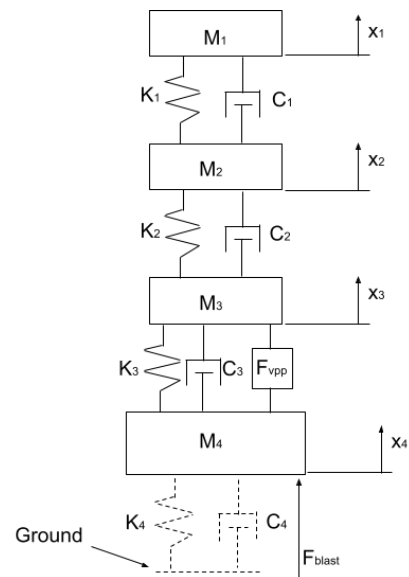 M1
x1
K1
C1
M2
x2
K2
C2
M3
x3
K3
C3
Fvpp
M4
x4
K4
C4
Ground
Fblast